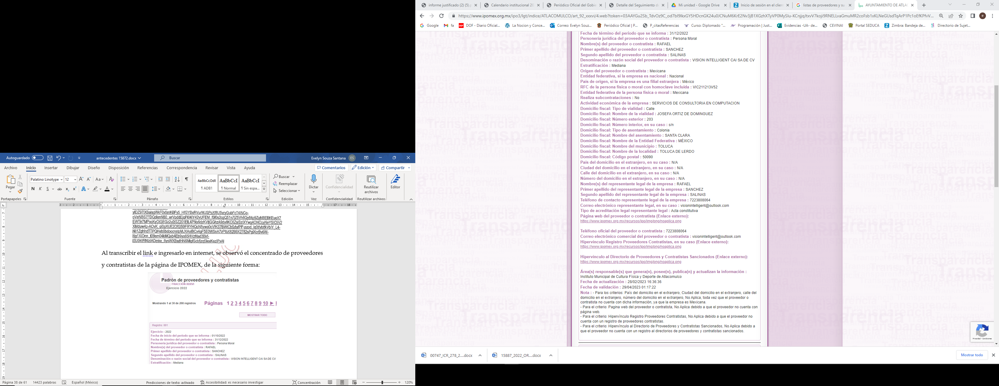 Autoguardado
antecedentes 15872.docx
Buscar
Evelyn Souza Santana
ES
Archivo
Inicio
Insertar
Dibujar
Diseño
Disposición
Referencias
Correspondencia
Revisar
Vista
Ayuda
Comentarios
Edición
Compartir
Pegar
Palatino Linotype
12
N K S ab x₂ x² A A
AaBbCcDdE AaBbCcI AaBbCcI
¶ ADB1 ¶ Normal ¶ Sin espa...
Buscar
Reemplazar
Seleccionar
Dictar
Confidencialidad
Reutilizar archivos
Editor
Portapapeles
Fuente
Párrafo
Estilos
Edición
Voz
Confidencialidad
Reutilizar archivos
Al transcribir el link e ingresarlo en internet, se observó el concentrado de proveedores
y contratistas de la página de IPOMEX, de la siguiente forma:
Padrón de proveedores y contratistas
FRACCIÓN XXXVI
Ejercicio 2022
Mostrando 1 al 30 de 298 registros
Páginas 1 2 3 4 5 6 7 8 9 10 ►
MOSTRAR TODO
Registro 001
Ejercicio : 2022
Fecha de inicio del periodo que se informa : 01/10/2022
Fecha de término del periodo que se informa : 31/12/2022
Personería jurídica del proveedor o contratista : Persona Moral
Nombre(s) del proveedor o contratista : RAFAEL
Primer apellido del proveedor o contratista : SANCHEZ
Segundo apellido del proveedor o contratista : SALINAS
Denominación o razón social del proveedor o contratista : VISION INTELLIGENT CAI SA DE CV
Estratificación : Mediana
Página 38 de 61
14423 palabras
Español (México)
Predicciones de texto: activado
Accesibilidad: es necesario investigar
Concentración
120%
informe justificado (2) (5).p
Calendario institucional 20
Periódico Oficial del Gobie
Detalle del Seguimiento d
Mi unidad - Google Drive
Inicio de sesión en el clien
listas de proveedores y su
AYUNTAMIENTO DE ATLAC
Google
fa
DOF - Diario Oficial...
La Nocion y Conce...
Correo: Evelyn Souz...
Periódico Oficial | P...
P_citasReferencias
Curso: Diplomado "...
Programación | Just...
Evidencias -UA- de...
CEVINAI
Portal SEDUCA
Zimbra: Bandeja de...
Directorio de Sujet...
Fecha de término del periodo que se informa : 31/12/2022
Personería jurídica del proveedor o contratista : Persona Moral
Nombre(s) del proveedor o contratista : RAFAEL
Primer apellido del proveedor o contratista : SANCHEZ
Segundo apellido del proveedor o contratista : SALINAS
Denominación o razón social del proveedor o contratista : VISION INTELLIGENT CAI SA DE CV
Estratificación : Mediana
Origen del proveedor o contratista : Mexicana
Entidad federativa, si la empresa es nacional : Nacional
País de origen, si la empresa es una filial extranjera : México
RFC de la persona física o moral con homoclave incluida : VIC211213V52
Entidad federativa de la persona física o moral : Mexicana
Realiza subcontrataciones : No
Actividad económica de la empresa : SERVICIOS DE CONSULTORIA EN COMPUTACION
Domicilio fiscal: Tipo de vialidad : Calle
Domicilio fiscal: Nombre de la vialidad : JOSEFA ORTIZ DE DOMINGUEZ
Domicilio fiscal: Número exterior : 203
Domicilio fiscal: Número interior, en su caso : s/n
Domicilio fiscal: Tipo de asentamiento : Colonia
Domicilio fiscal: Nombre del asentamiento : SANTA CLARA
Domicilio fiscal: Nombre de la Entidad Federativa : MÉXICO
Domicilio fiscal: Nombre del municipio : TOLUCA
Domicilio fiscal: Nombre de la localidad : TOLUCA DE LERDO
Domicilio fiscal: Código postal : 50090
País del domicilio en el extranjero, en su caso : N/A
Ciudad del domicilio en el extranjero, en su caso : N/A
Calle del domicilio en el extranjero, en su caso : N/A
Número del domicilio en el extranjero, en su caso : N/A
Nombre(s) del representante legal de la empresa : RAFAEL
Primer apellido del representante legal de la empresa : SANCHEZ
Segundo apellido del representante legal de la empresa : SALINAS
Teléfono de contacto representante legal de la empresa : 7223808064
Correo electrónico representante legal, en su caso : visionintelligent@outlook.com
Tipo de acreditación legal representante legal : Acta constitutiva
Página web del proveedor o contratista (Enlace externo):
https://www.ipomex.org.mx/recursos/ipo/img/png/noaplica.png
Teléfono oficial del proveedor o contratista : 7223808064
Correo electrónico comercial del proveedor o contratista : visionintelligent@outlook.com
Hipervínculo Registro Proveedores Contratistas, en su caso (Enlace externo):
https://www.ipomex.org.mx/recursos/ipo/img/png/noaplica.png
Hipervínculo al Directorio de Proveedores y Contratistas Sancionados (Enlace externo):
https://www.ipomex.org.mx/recursos/ipo/img/png/noaplica.png
Área(s) responsable(s) que genera(n), posee(n), publica(n) y actualizan la información :
Instituto Municipal de Cultura Física y Deporte de Atlacomulco
Fecha de actualización : 28/02/2023 16:36:36
Fecha de validación : 29/04/2023 01:17:22
Nota : - Para los criterios: País del domicilio en el extranjero, Ciudad del domicilio en el extranjero, calle del
domicilio en el extranjero, número del domicilio en el extranjero, No Aplica, toda vez que el proveedor o
contratista no cuenta con dicha información, ya que la empresa es Mexicana.
- Para el criterio: Pagina web del proveedor o contratista, No Aplica debido a que el proveedor no cuenta con
página web.
- Para el criterio: Hipervínculo Registro Proveedores Contratistas, No Aplica debido a que el proveedor no
cuenta con un registro de proveedores contratistas.
- Para el criterio: Hipervínculo al Directorio de Proveedores y Contratistas Sancionados, No Aplica debido a
que el proveedor no cuenta con un registro al directorios de proveedores y contratistas sancionados.
Privacidad - Condiciones
00747_ICR_278_2....docx
15887_2022_OR....docx
Mostrar todo